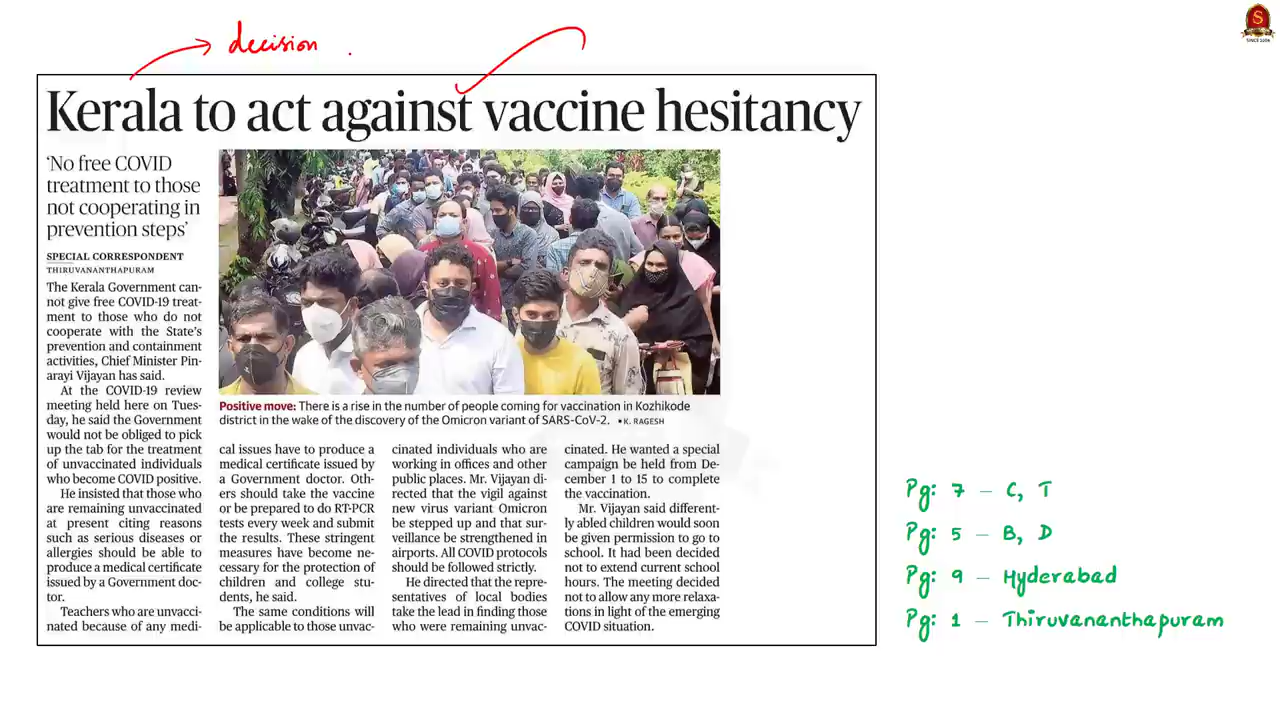 decision
Kerala to act against vaccine hesitancy
'No free COVID
treatment to those
not cooperating in
prevention steps'
SPECIAL CORRESPONDENT
THIRUVANANTHAPURAM
The Kerala Government can-
not give free COVID-19 treat-
ment to those who do not
cooperate with the State's
prevention and containment
activities, Chief Minister Pin-
arayi Vijayan has said.
At the COVID-19 review
meeting held here on Tues-
day, he said the Government
would not be obliged to pick
up the tab for the treatment
of unvaccinated individuals
who become COVID positive.
He insisted that those who
are remaining unvaccinated
at present citing reasons
such as serious diseases or
allergies should be able to
produce a medical certificate
issued by a Government doc-
tor.
Teachers who are unvacci-
nated because of any medi-
Positive move: There is a rise in the number of people coming for vaccination in Kozhikode
district in the wake of the discovery of the Omicron variant of SARS-CoV-2. ▪K. RAGESH
cal issues have to produce a
medical certificate issued by
a Government doctor. Oth-
ers should take the vaccine
or be prepared to do RT-PCR
tests every week and submit
the results. These stringent
measures have become ne-
cessary for the protection of
children and college stu-
dents, he said.
The same conditions will
be applicable to those unvac-
cinated individuals who are
working in offices and other
public places. Mr. Vijayan di-
rected that the vigil against
new virus variant Omicron
be stepped up and that sur-
veillance be strengthened in
airports. All COVID protocols
should be followed strictly.
He directed that the repre-
sentatives of local bodies
take the lead in finding those
who were remaining unvac-
cinated. He wanted a special
campaign be held from De-
cember 1 to 15 to complete
the vaccination.
Mr. Vijayan said different-
ly abled children would soon
be given permission to go to
school. It had been decided
not to extend current school
hours. The meeting decided
not to allow any more relaxa-
tions in light of the emerging
COVID situation.
Pg: 7 – C, T
Pg: 5 – B, D
Pg: 9 – Hyderabad
Pg: 1 – Thiruvananthapuram